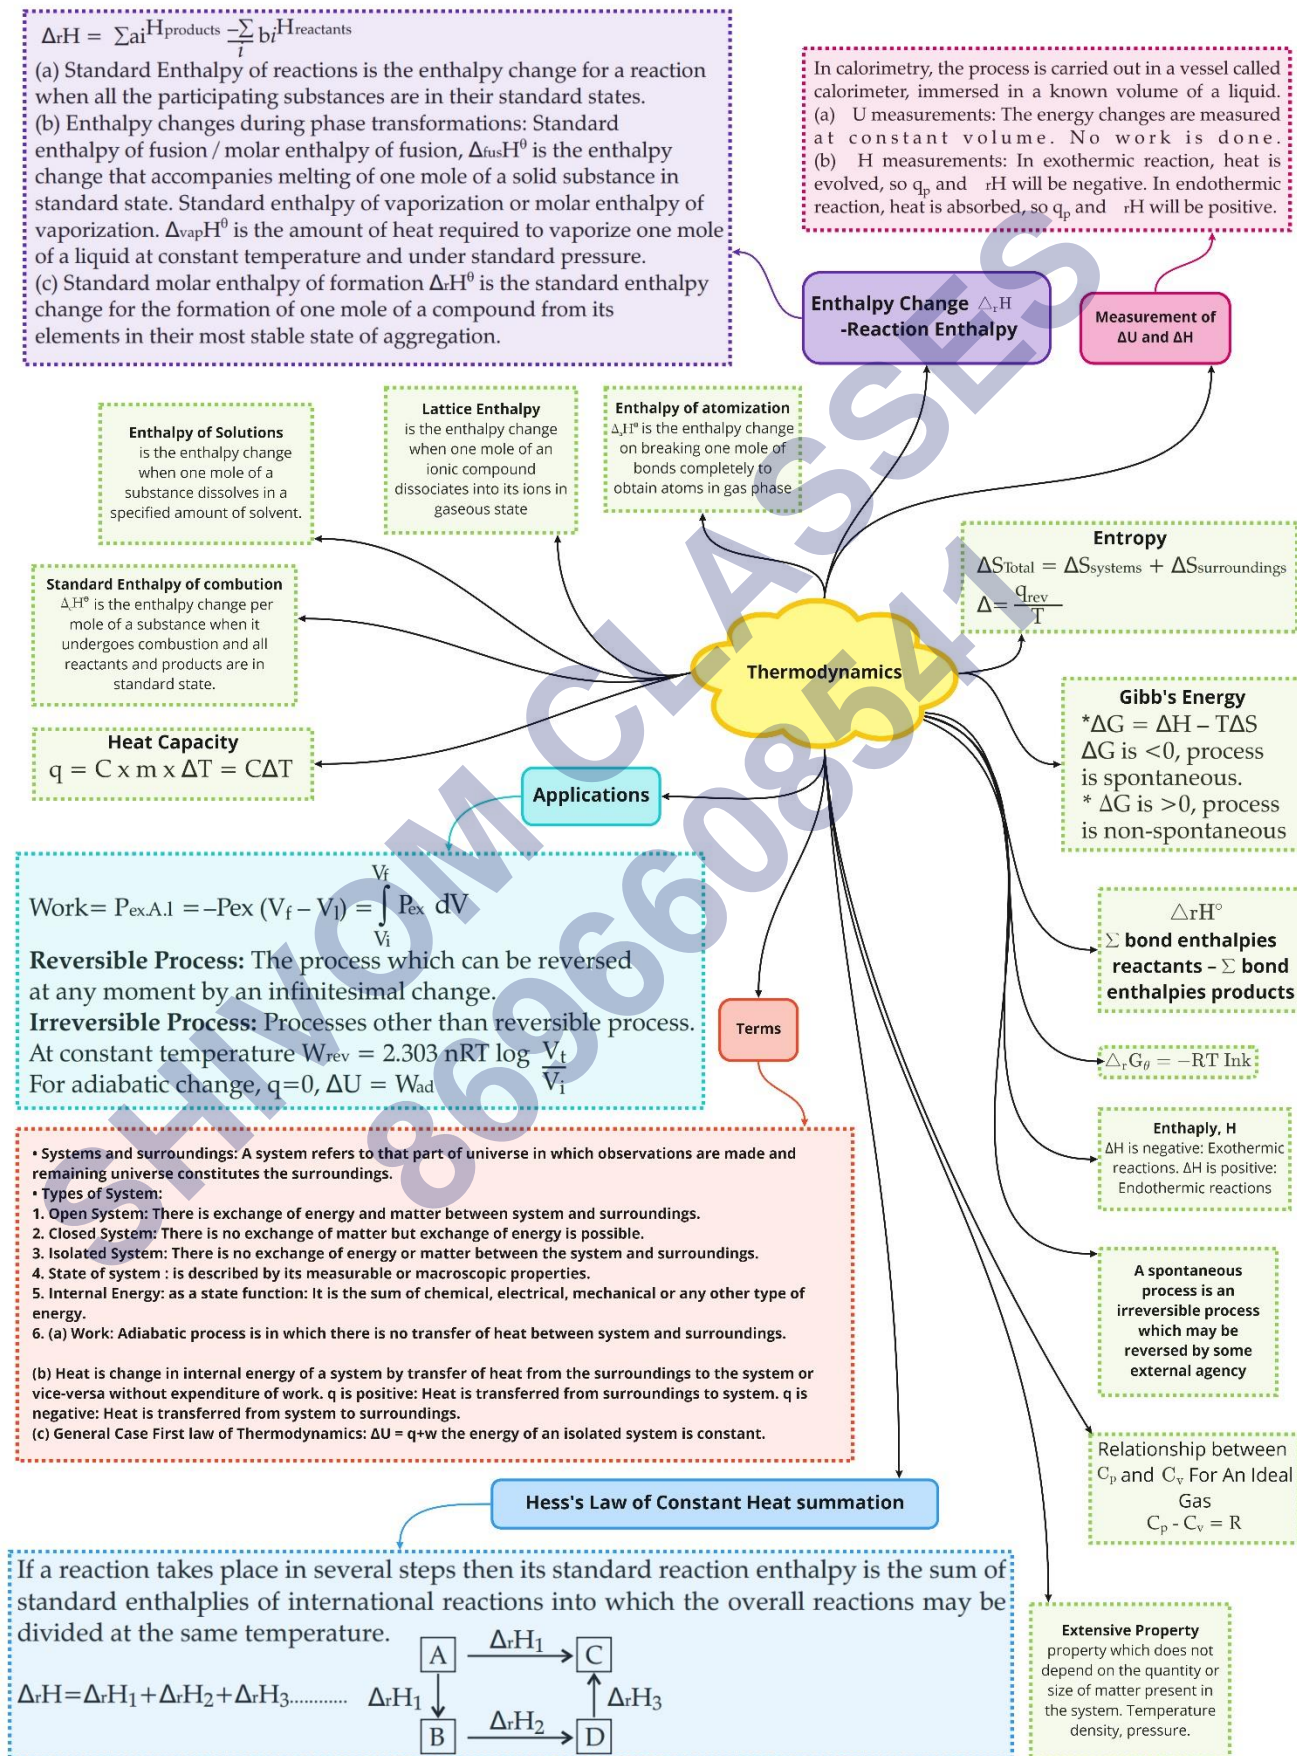 ΔrH = ΣaiHproducts –Σ/i biHreactants
(a) Standard Enthalpy of reactions is the enthalpy change for a reaction
when all the participating substances are in their standard states.
(b) Enthalpy changes during phase transformations: Standard
enthalpy of fusion / molar enthalpy of fusion, ΔfusHθ is the enthalpy
change that accompanies melting of one mole of a solid substance in
standard state. Standard enthalpy of vaporization or molar enthalpy of
vaporization. ΔvapHθ is the amount of heat required to vaporize one mole
of a liquid at constant temperature and under standard pressure.
(c) Standard molar enthalpy of formation ΔrHθ is the standard enthalpy
change for the formation of one mole of a compound from its
elements in their most stable state of aggregation.
In calorimetry, the process is carried out in a vessel called
calorimeter, immersed in a known volume of a liquid.
(a) U measurements: The energy changes are measured
at constant volume. No work is done.
(b) H measurements: In exothermic reaction, heat is
evolved, so qp and rH will be negative. In endothermic
reaction, heat is absorbed, so qp and rH will be positive.
Enthalpy Change △rH
-Reaction Enthalpy
Measurement of
ΔU and ΔH
Enthalpy of Solutions
is the enthalpy change
when one mole of a
substance dissolves in a
specified amount of solvent.
Lattice Enthalpy
is the enthalpy change
when one mole of an
ionic compound
dissociates into its ions in
gaseous state
Enthalpy of atomization
ΔaHθ is the enthalpy change
on breaking one mole of
bonds completely to
obtain atoms in gas phase
Entropy
ΔSTotal = ΔSsystems + ΔSsurroundings
Δ= qrev/T
Standard Enthalpy of combution
ΔcHθ is the enthalpy change per
mole of a substance when it
undergoes combustion and all
reactants and products are in
standard state.
Thermodynamics
Heat Capacity
q = C x m x ΔT = CΔT
Gibb's Energy
*ΔG = ΔH – TΔS
ΔG is <0, process
is spontaneous.
* ΔG is >0, process
is non-spontaneous
Applications
Work= Pex.A.l = –Pex (Vf – Vl) = ∫ Vf Vi Pex dV
Reversible Process: The process which can be reversed
at any moment by an infinitesimal change.
Irreversible Process: Processes other than reversible process.
At constant temperature Wrev = 2.303 nRT log Vt/Vi
For adiabatic change, q=0, ΔU = Wad
△rH°
Σ bond enthalpies
reactants – Σ bond
enthalpies products
Terms
△rGθ = −RT Ink
Enthaply, H
ΔH is negative: Exothermic
reactions. ΔH is positive:
Endothermic reactions
• Systems and surroundings: A system refers to that part of universe in which observations are made and
remaining universe constitutes the surroundings.
• Types of System:
1. Open System: There is exchange of energy and matter between system and surroundings.
2. Closed System: There is no exchange of matter but exchange of energy is possible.
3. Isolated System: There is no exchange of energy or matter between the system and surroundings.
4. State of system : is described by its measurable or macroscopic properties.
5. Internal Energy: as a state function: It is the sum of chemical, electrical, mechanical or any other type of
energy.
6. (a) Work: Adiabatic process is in which there is no transfer of heat between system and surroundings.
(b) Heat is change in internal energy of a system by transfer of heat from the surroundings to the system or
vice-versa without expenditure of work. q is positive: Heat is transferred from surroundings to system. q is
negative: Heat is transferred from system to surroundings.
(c) General Case First law of Thermodynamics: ΔU = q+w the energy of an isolated system is constant.
A spontaneous
process is an
irreversible process
which may be
reversed by some
external agency
Relationship between
Cp and Cv For An Ideal
Gas
Cp - Cv = R
Hess's Law of Constant Heat summation
If a reaction takes place in several steps then its standard reaction enthalpy is the sum of
standard enthalplies of international reactions into which the overall reactions may be
divided at the same temperature.
ΔrH=ΔrH1+ΔrH2+ΔrH3............
A ΔrH1 C
ΔrH1 ΔrH3
B ΔrH2 D
Extensive Property
property which does not
depend on the quantity or
size of matter present in
the system. Temperature
density, pressure.
SHIVOM CLASSES
8696608541